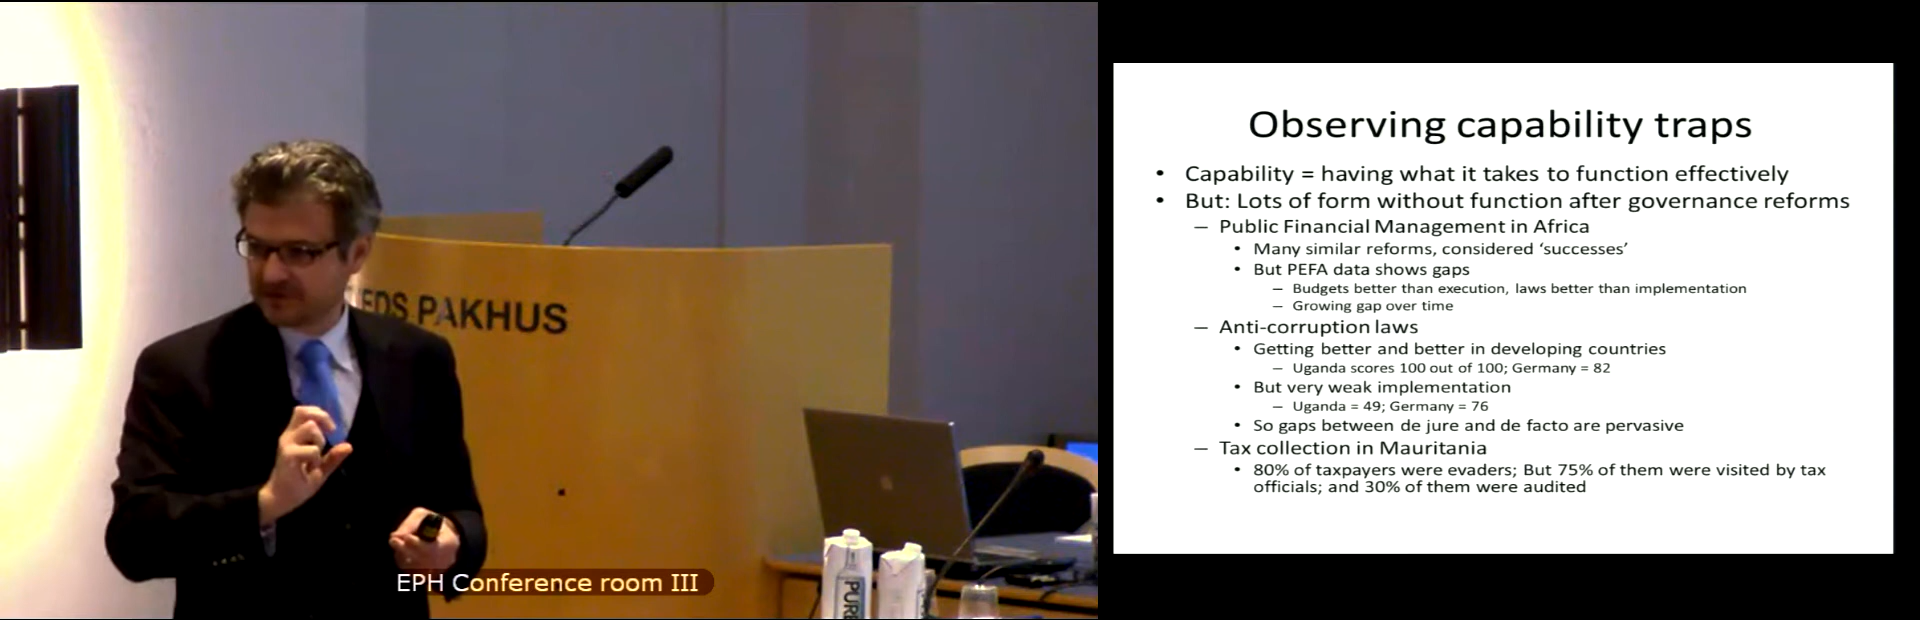 EDS PAKHUS
PURE
EPH Conference room III
Observing capability traps
• Capability = having what it takes to function effectively
• But: Lots of form without function after governance reforms
– Public Financial Management in Africa
• Many similar reforms, considered ‘successes’
• But PEFA data shows gaps
– Budgets better than execution, laws better than implementation
– Growing gap over time
– Anti-corruption laws
• Getting better and better in developing countries
– Uganda scores 100 out of 100; Germany = 82
• But very weak implementation
– Uganda = 49; Germany = 76
• So gaps between de jure and de facto are pervasive
– Tax collection in Mauritania
• 80% of taxpayers were evaders; But 75% of them were visited by tax
officials; and 30% of them were audited